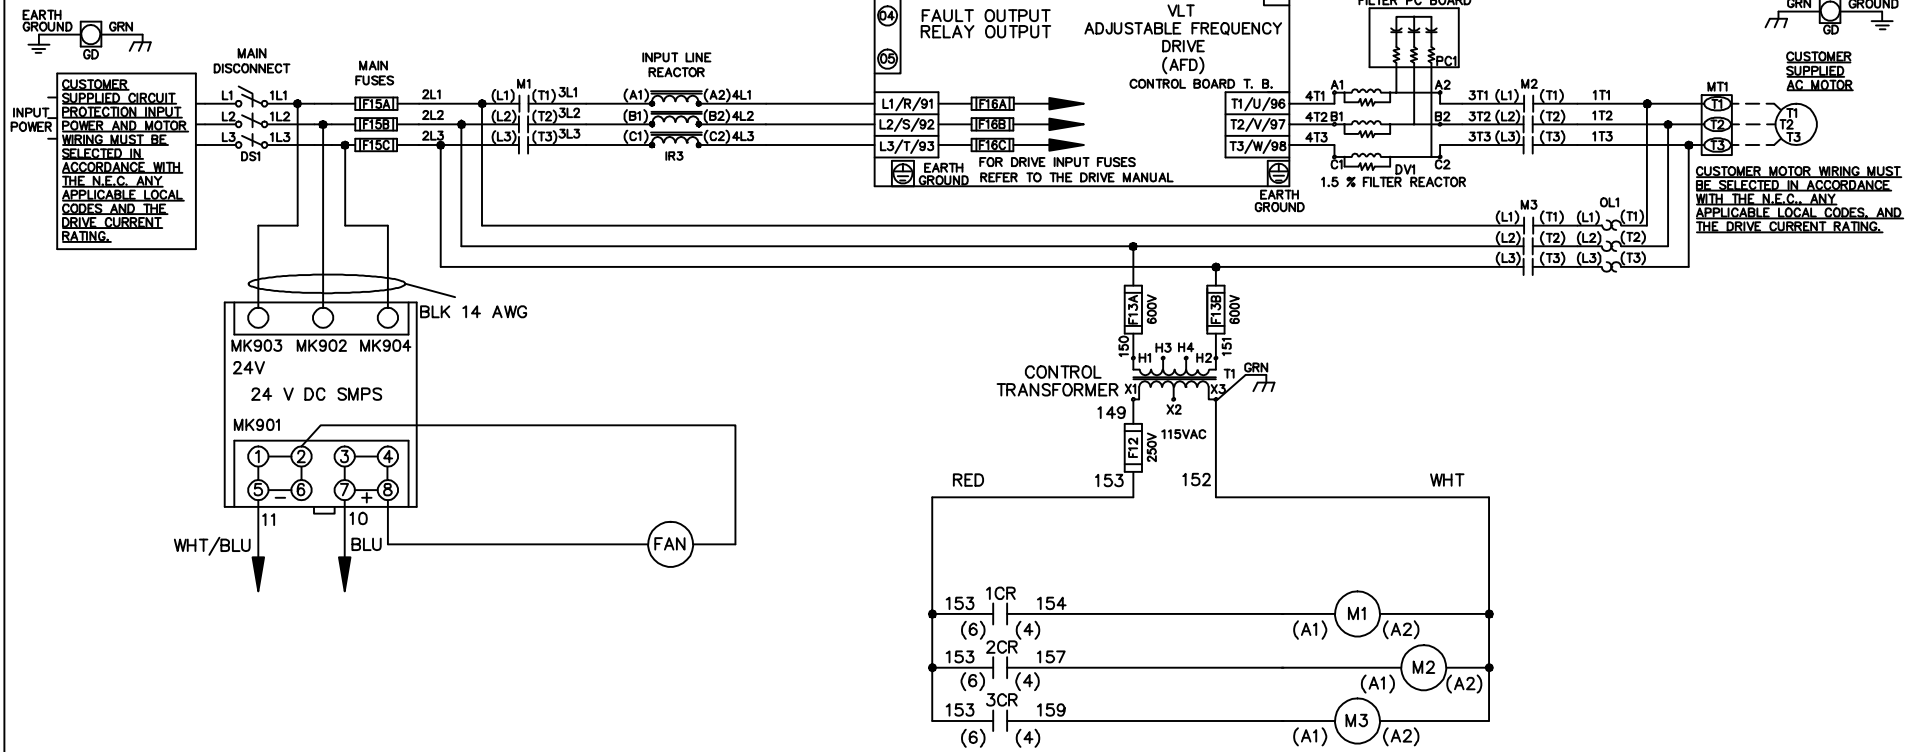 EARTH
GROUND
GRN
GD
04
05
FAULT OUTPUT
RELAY OUTPUT
VLT
ADJUSTABLE FREQUENCY
DRIVE
(AFD)
CONTROL BOARD T. B.
FILTER PC BOARD
PC1
GRN
GROUND
GD
CUSTOMER
SUPPLIED
AC MOTOR
INPUT
POWER
CUSTOMER
SUPPLIED CIRCUIT
PROTECTION INPUT
POWER AND MOTOR
WIRING MUST BE
SELECTED IN
ACCORDANCE WITH
THE N.E.C. ANY
APPLICABLE LOCAL
CODES AND THE
DRIVE CURRENT
RATING.
MAIN
DISCONNECT
MAIN
FUSES
M1
INPUT LINE
REACTOR
L1 1L1 F15A 2L1 (L1) (T1) 3L1 (A1) (A2) 4L1 L1/R/91 F16A T1/U/96 4T1 A1 A2 3T1 (L1) M2 (T1) 1T1 MT1 T1 T1
L2 1L2 F15B 2L2 (L2) (T2) 3L2 (B1) (B2) 4L2 L2/S/92 F16B T2/V/97 4T2 B1 B2 3T2 (L2) (T2) 1T2 T2 T2
L3 1L3 F15C 2L3 (L3) (T3) 3L3 (C1) (C2) 4L3 L3/T/93 F16C T3/W/98 4T3 C1 C2 3T3 (L3) (T3) 1T3 T3 T3
DS1
IR3
EARTH
GROUND
FOR DRIVE INPUT FUSES
REFER TO THE DRIVE MANUAL
EARTH
GROUND
DV1
1.5 % FILTER REACTOR
CUSTOMER MOTOR WIRING MUST
BE SELECTED IN ACCORDANCE
WITH THE N.E.C., ANY
APPLICABLE LOCAL CODES, AND
THE DRIVE CURRENT RATING.
M3 OL1
(L1) (T1) (L1) (T1)
(L2) (T2) (L2) (T2)
(L3) (T3) (L3) (T3)
BLK 14 AWG
MK903 MK902 MK904
24V
24 V DC SMPS
MK901
1 2 3 4
5 - 6 7 + 8
11 10
WHT/BLU BLU
FAN
F13A 600V
F13B 600V
150 151
H1 H3 H4 H2
CONTROL
TRANSFORMER
T1 GRN
X1 X2 X3
149
115VAC
F12 250V
RED 153 152 WHT
153 1CR 154 M1
(6) (4) (A1) (A2)
153 2CR 157 M2
(6) (4) (A1) (A2)
153 3CR 159 M3
(6) (4) (A1) (A2)